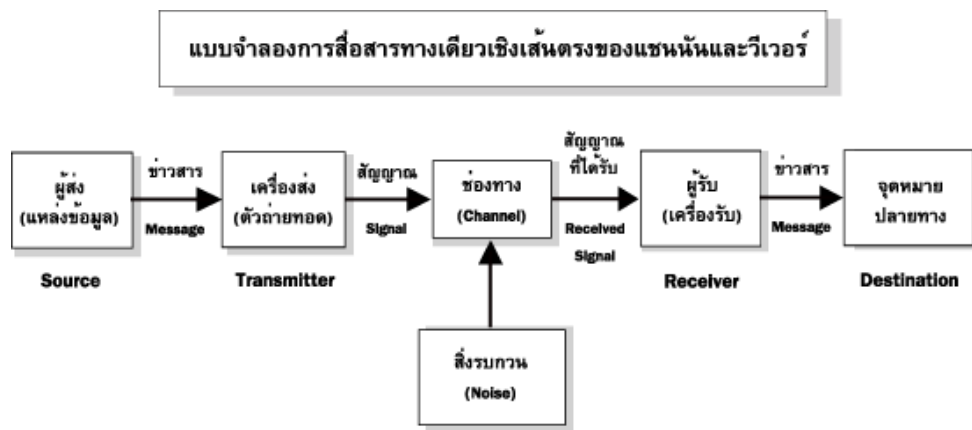 แบบจำลองการสื่อสารทางเดียวเชิงเส้นตรงของแชนนันและวีเวอร์
ผู้ส่ง
(แหล่งข้อมูล)
Source
ข่าวสาร
Message
เครื่องส่ง
(ตัวถ่ายทอด)
Transmitter
สัญญาณ
Signal
ช่องทาง
(Channel)
สัญญาณ
ที่ได้รับ
Received
Signal
ผู้รับ
(เครื่องรับ)
Receiver
ข่าวสาร
Message
จุดหมาย
ปลายทาง
Destination
สิ่งรบกวน
(Noise)